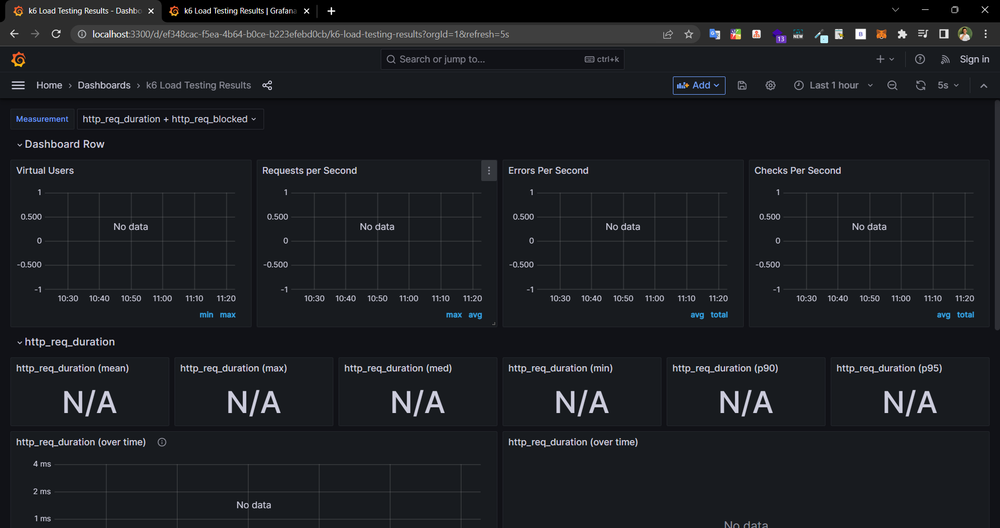 k6 Load Testing Results - Dashbo
k6 Load Testing Results | Grafana
localhost:3300/d/ef348cac-f5ea-4b64-b0ce-b223efebd0cb/k6-load-testing-results?orgId=1&refresh=5s
13
NEW
B
Search or jump to...
ctrl+k
Sign in
Home › Dashboards › k6 Load Testing Results
Add
Last 1 hour
5s
Measurement
http_req_duration + http_req_blocked
Dashboard Row
Virtual Users
1
0.500
0
-0.500
-1
No data
10:30 10:40 10:50 11:00 11:10 11:20
min max
Requests per Second
1
0.500
0
-0.500
-1
No data
10:30 10:40 10:50 11:00 11:10 11:20
max avg
Errors Per Second
1
0.500
0
-0.500
-1
No data
10:30 10:40 10:50 11:00 11:10 11:20
avg total
Checks Per Second
1
0.500
0
-0.500
-1
No data
10:30 10:40 10:50 11:00 11:10 11:20
avg total
http_req_duration
http_req_duration (mean)
N/A
http_req_duration (max)
N/A
http_req_duration (med)
N/A
http_req_duration (min)
N/A
http_req_duration (p90)
N/A
http_req_duration (p95)
N/A
http_req_duration (over time)
4 ms
2 ms
1 ms
No data
http_req_duration (over time)
No data